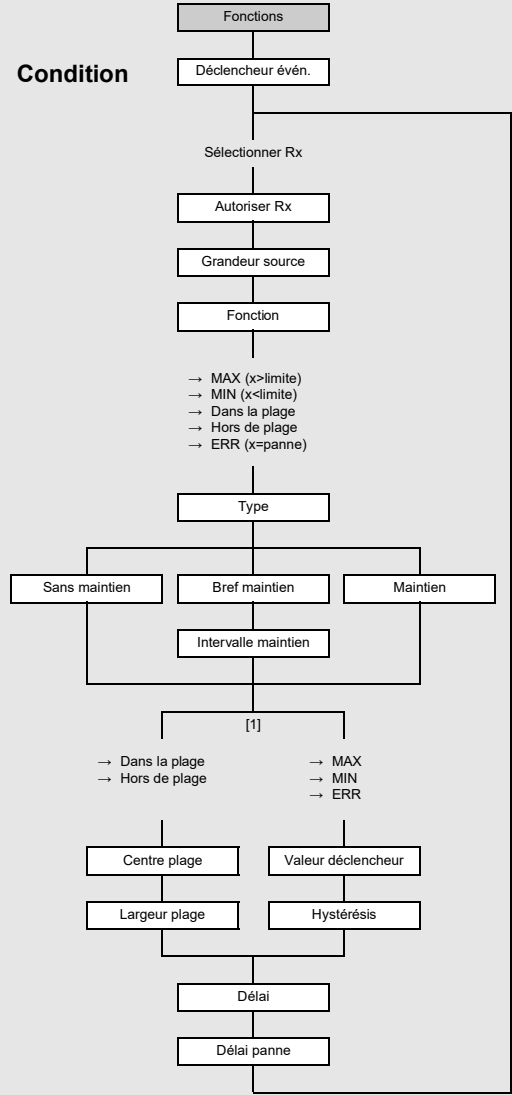 Fonctions
Condition
Déclencheur évén.
Sélectionner Rx
Autoriser Rx
Grandeur source
Fonction
→ MAX (x>limite)
→ MIN (x<limite)
→ Dans la plage
→ Hors de plage
→ ERR (x=panne)
Type
Sans maintien
Bref maintien
Maintien
Intervalle maintien
[1]
→ Dans la plage
→ Hors de plage
→ MAX
→ MIN
→ ERR
Centre plage
Valeur déclencheur
Largeur plage
Hystérésis
Délai
Délai panne